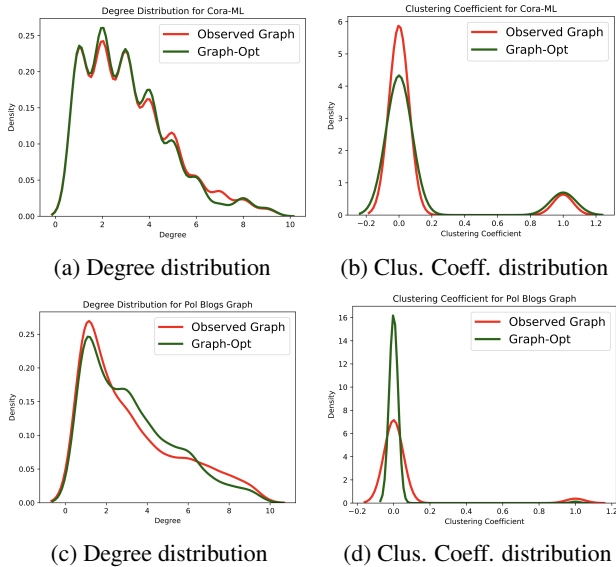 Degree Distribution for Cora-ML
Observed Graph
Graph-Opt
0.25
0.20
0.15
0.10
0.05
0.00
Density
0 2 4 6 8 10
Degree
(a) Degree distribution
Clustering Coefficient for Cora-ML
Observed Graph
Graph-Opt
6
5
4
3
2
1
0
Density
−0.2 0.0 0.2 0.4 0.6 0.8 1.0 1.2
Clustering Coefficient
(b) Clus. Coeff. distribution
Degree Distribution for Pol Blogs Graph
Observed Graph
Graph-Opt
0.25
0.20
0.15
0.10
0.05
0.00
Density
0 2 4 6 8 10
Degree
(c) Degree distribution
Clustering Ceofficient for Pol Blogs Graph
Observed Graph
Graph-Opt
16
14
12
10
8
6
4
2
0
Density
−0.2 0.0 0.2 0.4 0.6 0.8 1.0 1.2
Clustering Coefficient
(d) Clus. Coeff. distribution